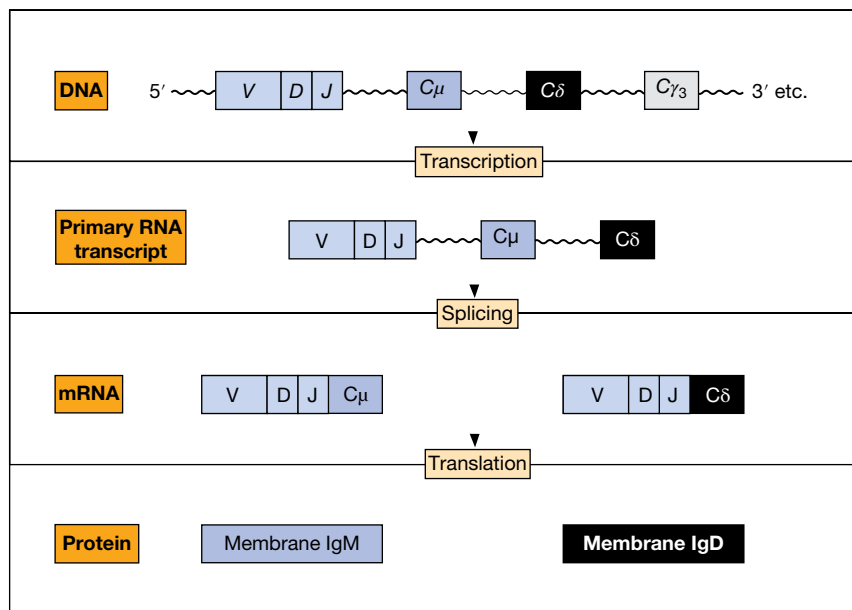 DNA 5′ V D J Cμ Cδ Cγ3 3′ etc.
Transcription
Primary RNA
transcript
V D J Cμ Cδ
Splicing
mRNA V D J Cμ V D J Cδ
Translation
Protein Membrane IgM Membrane IgD